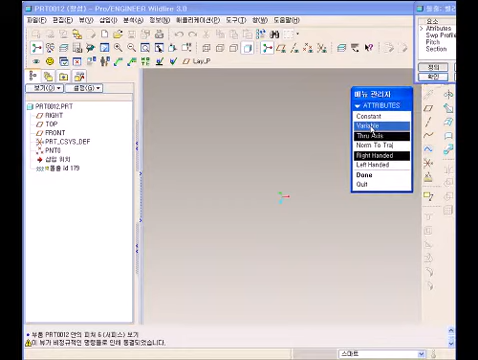 PRT0012 (활성) - Pro/ENGINEER Wildfire 3.0
파일(F) 편집(E) 뷰(V) 삽입(I) 분석(S) 정보(N) 어플리케이션(P) 도구(T) 창(W) 도움말(H)
Lay_P
보기(O) 설정(G)
PRT0012.PRT
RIGHT
TOP
FRONT
PRT_CSYS_DEF
PNT0
삽입 위치
메뉴 관리자
ATTRIBUTES
Constant
Variable
Thru Axis
Norm To Traj
Right Handed
Left Handed
Done
Quit
요소
Attributes
Swp Profile
Pitch
Section
정의
확인
스마트